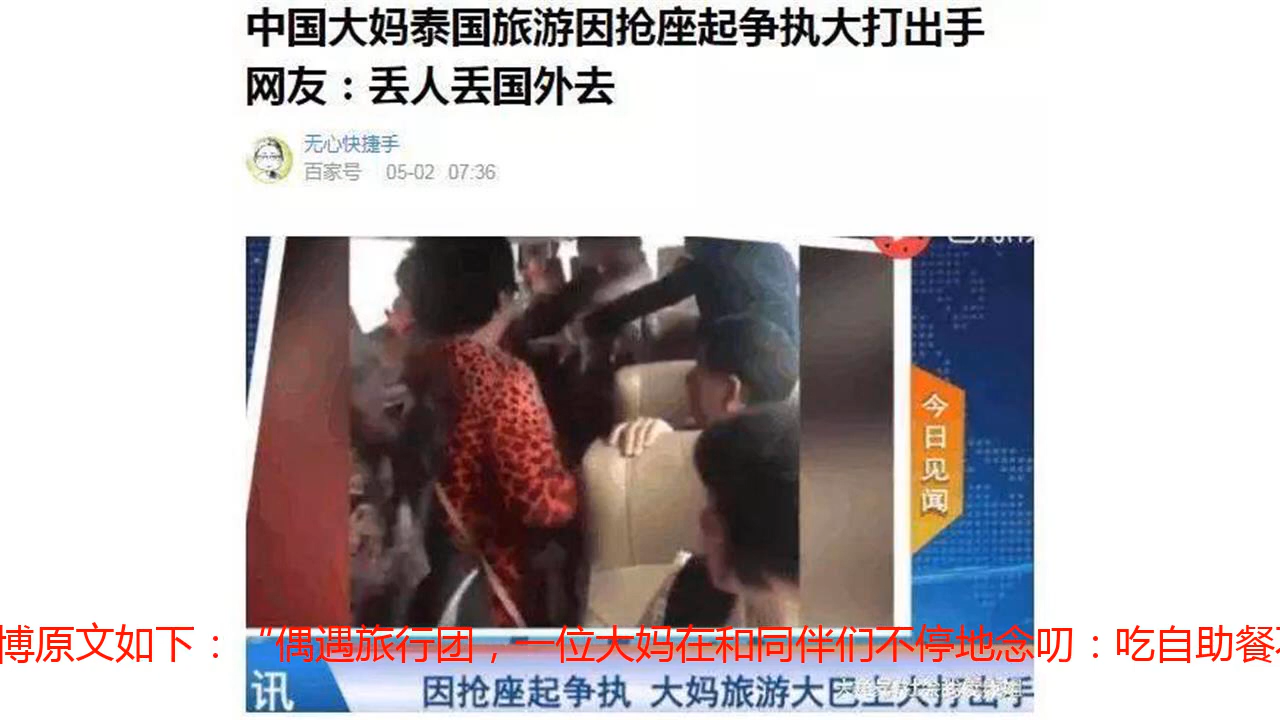 中国大妈泰国旅游因抢座起争执大打出手
网友：丢人丢国外去
无心快捷手
百家号 05-02 07:36
今日见闻
博原文如下：“偶遇旅行团，一位大妈在和同伴们不停地念叨：吃自助餐不
讯
因抢座起争执 大妈旅游大巴上大打出手